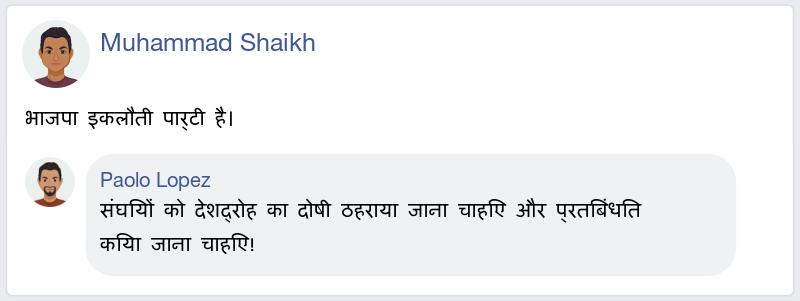 Muhammad Shaikh
भाजपा इकलौती पार्टी है।
Paolo Lopez
संघियों को देशद्रोह का दोषी ठहराया जाना चाहिए और प्रतिबंधित
किया जाना चाहिए!